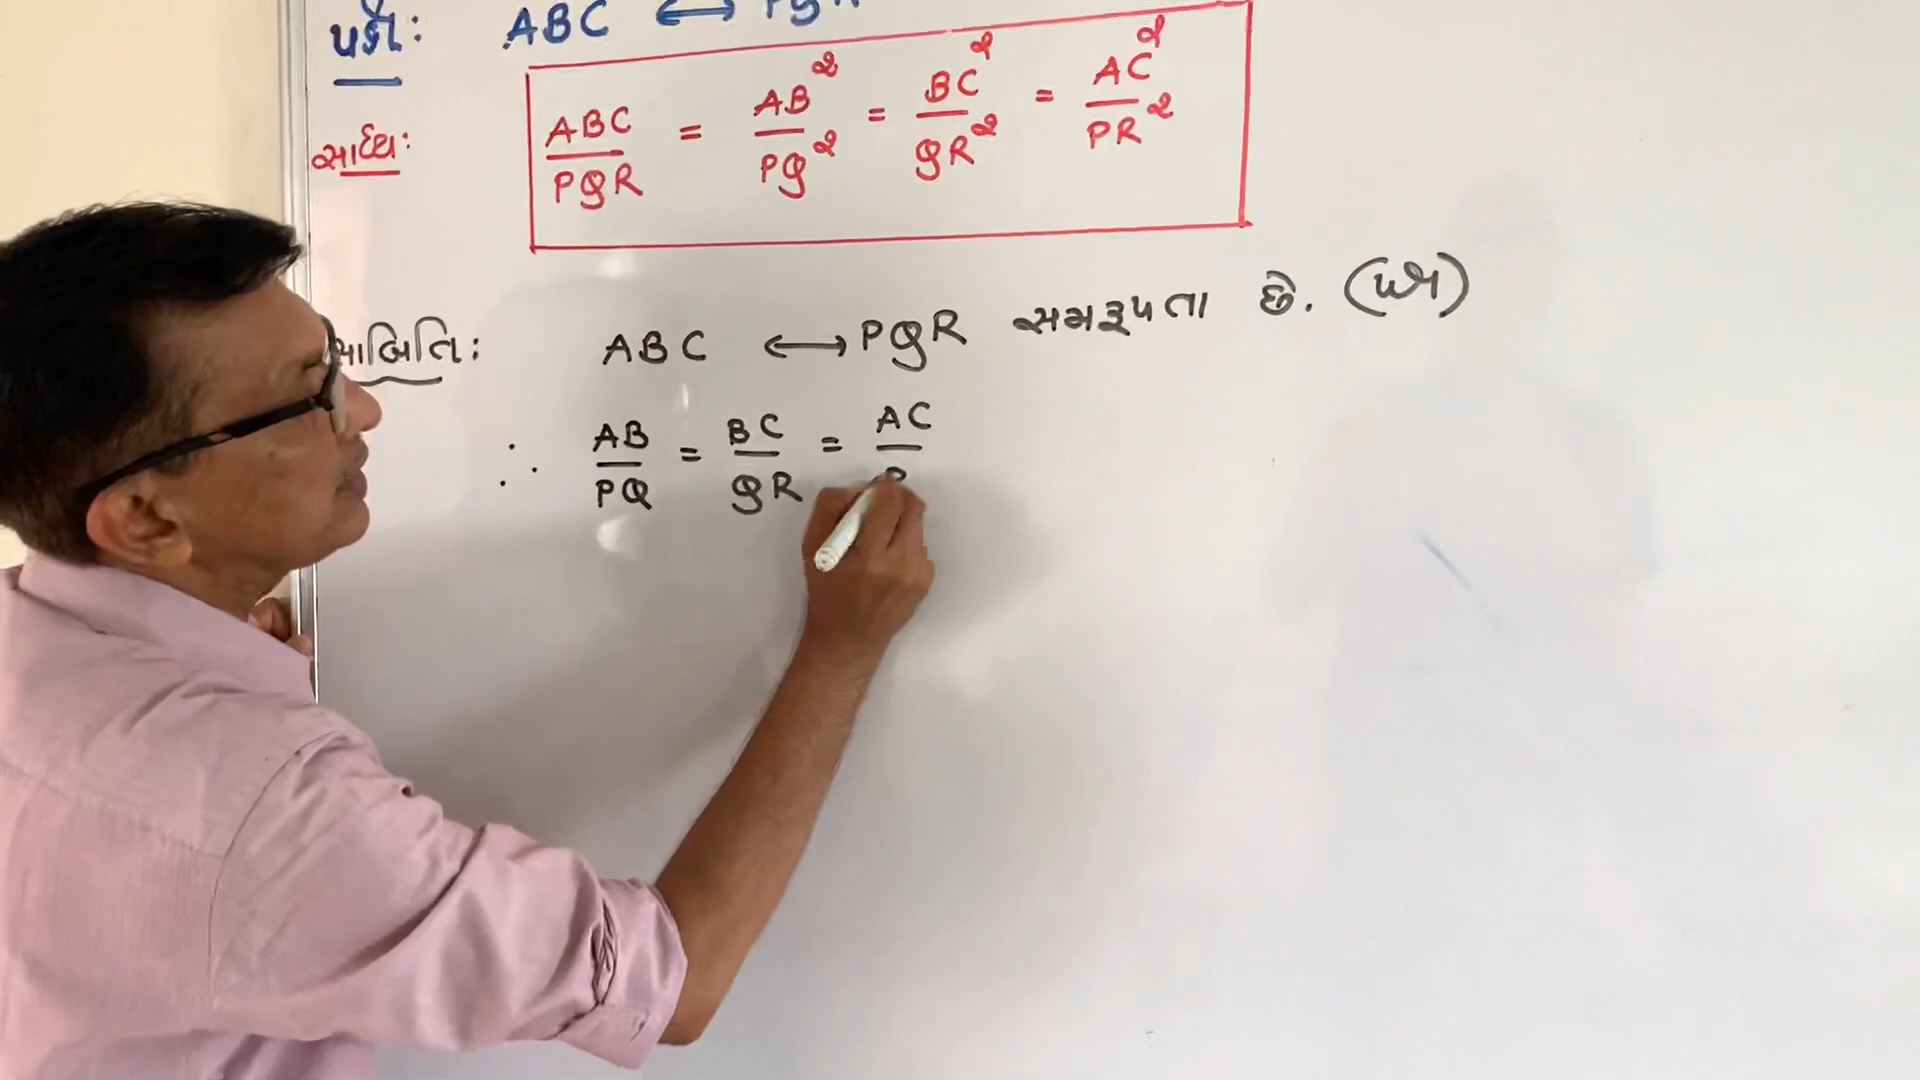 પક્ષ: ABC ⟷ PQR
સાધ્ય: ABC/PQR = AB²/PQ² = BC²/QR² = AC²/PR²
સાબિતિ: ABC ⟷ PQR સમરૂપતા છે. (પક્ષ)
∴ AB/PQ = BC/QR = AC/P